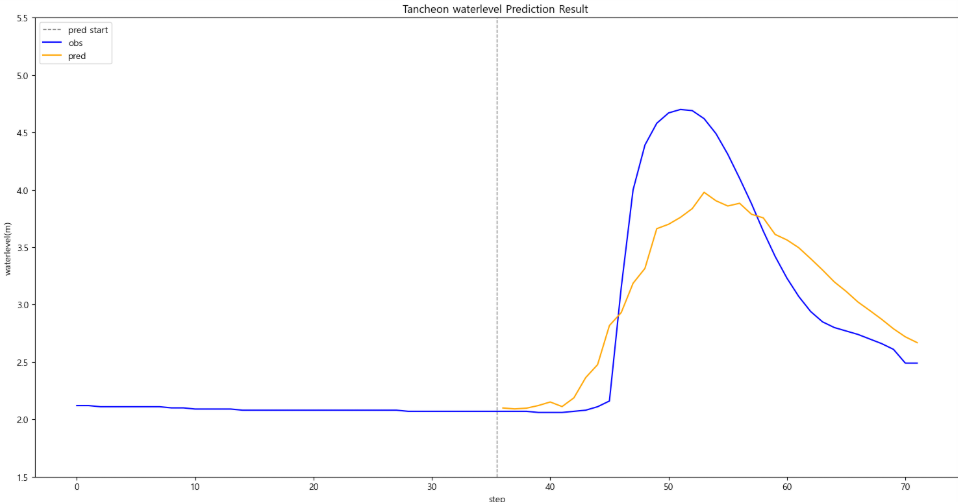 Tancheon waterlevel Prediction Result
pred start
obs
pred
5.5
5.0
4.5
4.0
3.5
3.0
2.5
2.0
1.5
waterlevel(m)
0 10 20 30 40 50 60 70
step